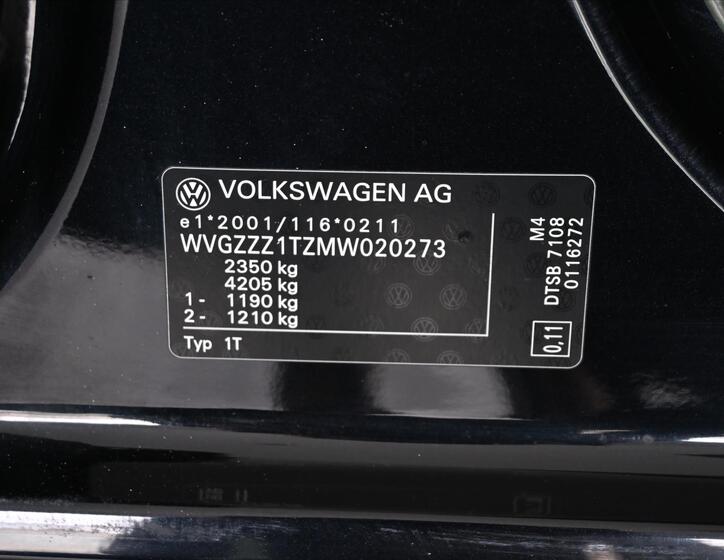 VOLKSWAGEN AG
e1*2001/116*0211
WVGZZZ1TZMW020273
2350 kg
4205 kg
1- 1190 kg
2- 1210 kg
Typ 1T
M4
DTSB 7108
0116272
0,11